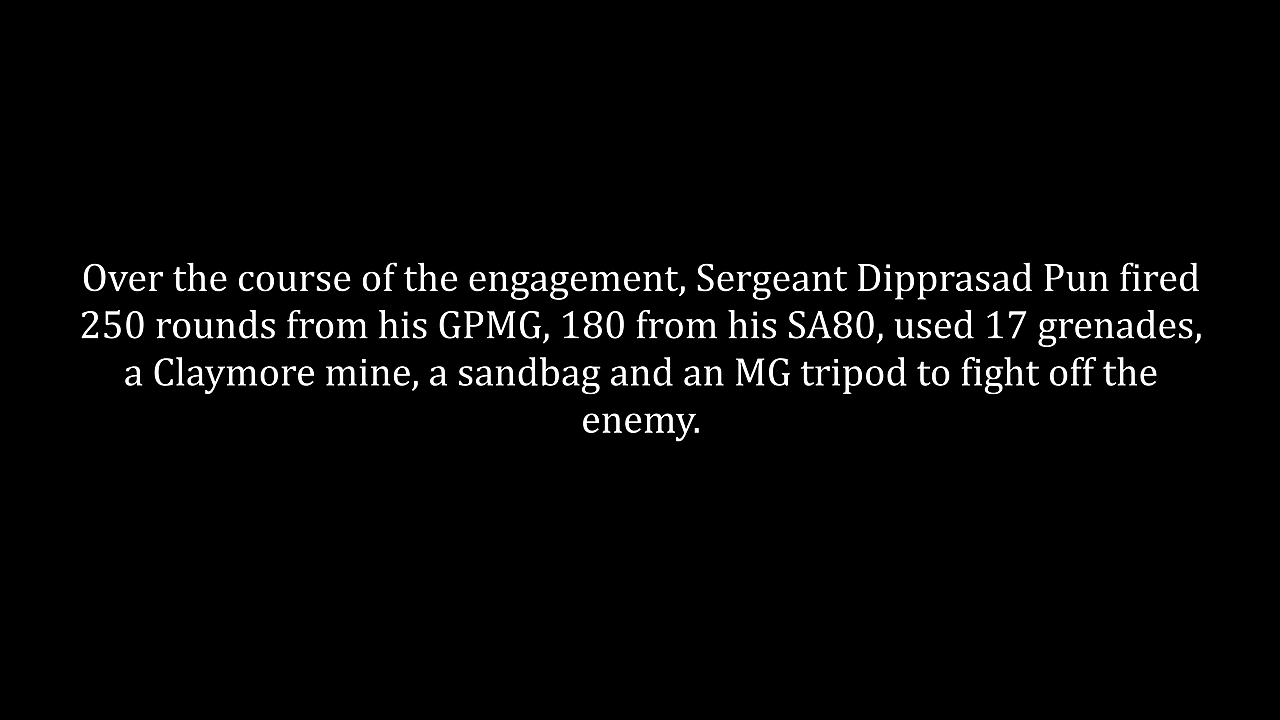 Over the course of the engagement, Sergeant Dipprasad Pun fired
250 rounds from his GPMG, 180 from his SA80, used 17 grenades,
a Claymore mine, a sandbag and an MG tripod to fight off the
enemy.